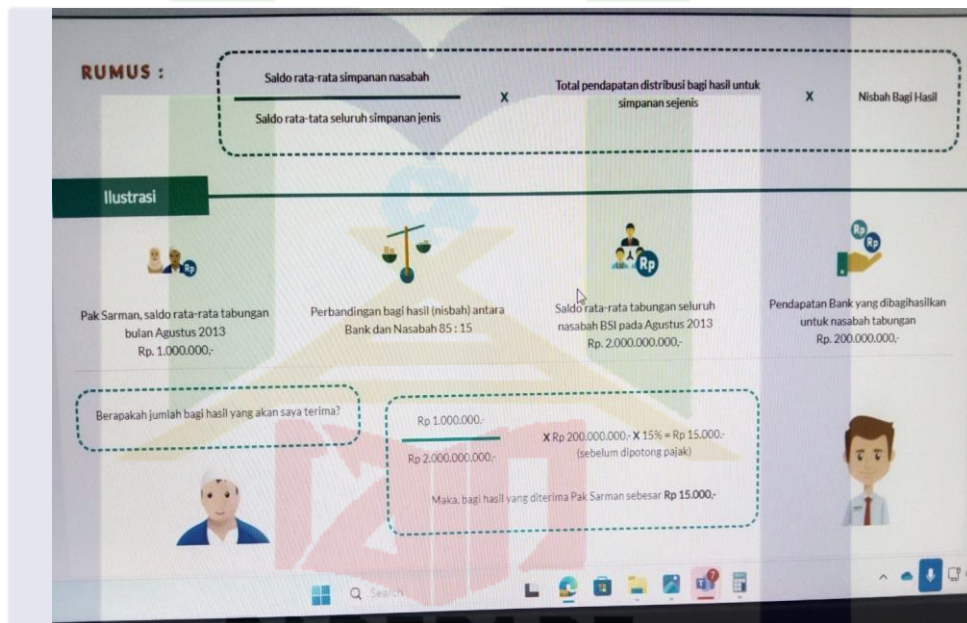 RUMUS :
Saldo rata-rata simpanan nasabah
Saldo rata-tata seluruh simpanan jenis
X
Total pendapatan distribusi bagi hasil untuk
simpanan sejenis
X
Nisbah Bagi Hasil
Ilustrasi
Rp
Rp
Rp
Rp
Pak Sarman, saldo rata-rata tabungan
bulan Agustus 2013
Rp. 1.000.000,-
Perbandingan bagi hasil (nisbah) antara
Bank dan Nasabah 85 : 15
Saldo rata-rata tabungan seluruh
nasabah BSI pada Agustus 2013
Rp. 2.000.000.000,-
Pendapatan Bank yang dibagihasilkan
untuk nasabah tabungan
Rp. 200.000.000,-
Berapakah jumlah bagi hasil yang akan saya terima?
Rp 1.000.000,-
Rp 2.000.000.000,-
X Rp 200.000.000,- X 15% = Rp 15.000,-
(sebelum dipotong pajak)
Maka, bagi hasil yang diterima Pak Sarman sebesar Rp 15.000,-
Search
7